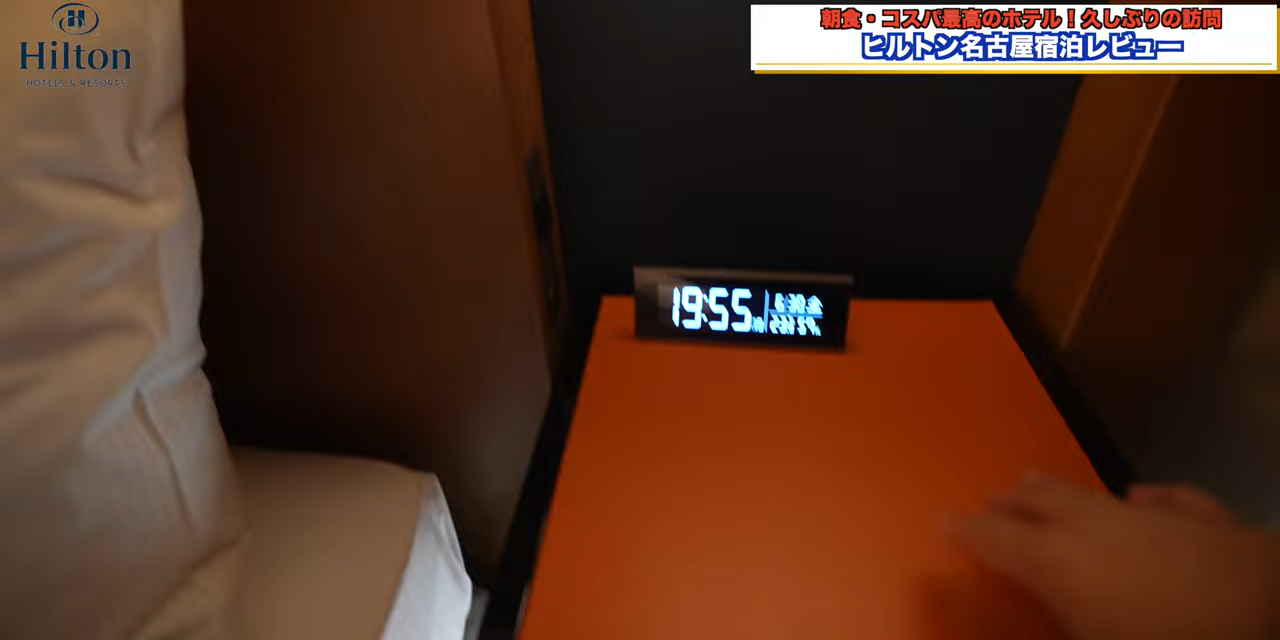 Hilton
HOTELS & RESORTS
朝食・コスパ最高のホテル！久しぶりの訪問
ヒルトン名古屋宿泊レビュー
19:55